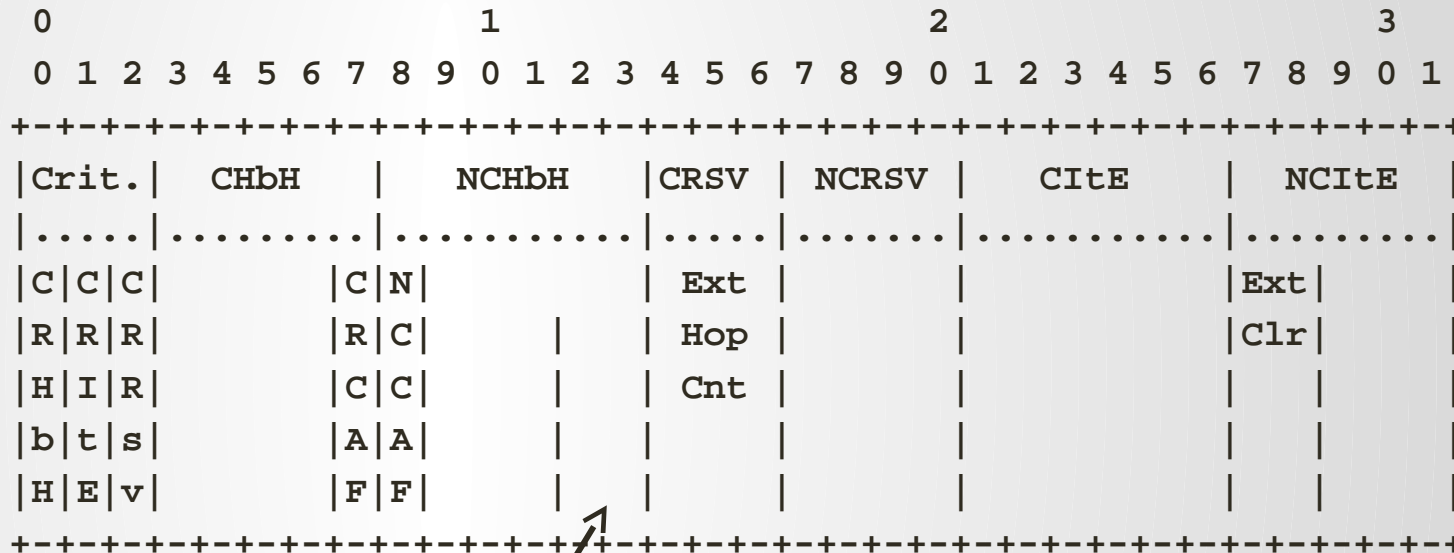 0                   1                   2                   3
 0 1 2 3 4 5 6 7 8 9 0 1 2 3 4 5 6 7 8 9 0 1 2 3 4 5 6 7 8 9 0 1
+-+-+-+-+-+-+-+-+-+-+-+-+-+-+-+-+-+-+-+-+-+-+-+-+-+-+-+-+-+-+-+-
|Crit.|  CHbH   |   NCHbH   |CRSV | NCRSV |   CItE    |  NCItE  |
|.....|.........|...........|.....|.......|...........|.........|
|C|C|C|       |C|N|         | Ext |       |           |Ext|
|R|R|R|       |R|C|     |   | Hop |       |           |Clr|     |
|H|I|R|       |C|C|     |   | Cnt |       |           |   |     |
|b|t|s|       |A|A|     |   |     |       |           |   |     |
|H|E|v|       |F|F|     |   |     |       |           |   |     |
+-+-+-+-+-+-+-+-+-+-+-+-+-+-+-+-+-+-+-+-+-+-+-+-+-+-+-+-+-+-+-+-